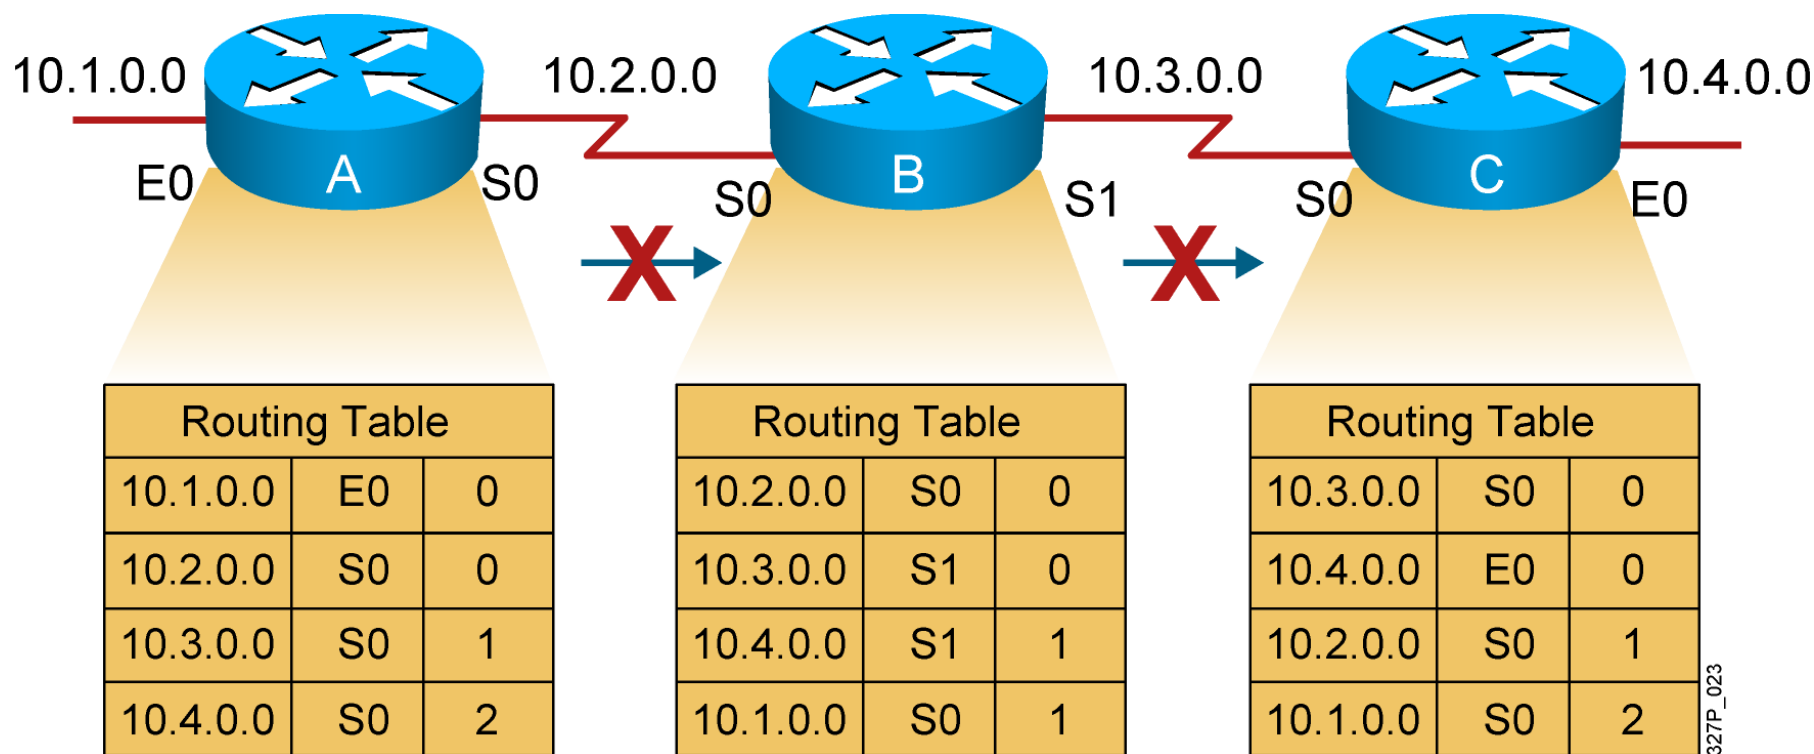 10.1.0.0 10.2.0.0 10.3.0.0 10.4.0.0
A B C
E0 S0 S0 S1 S0 E0
X X
Routing Table
10.1.0.0 E0 0
10.2.0.0 S0 0
10.3.0.0 S0 1
10.4.0.0 S0 2
Routing Table
10.2.0.0 S0 0
10.3.0.0 S1 0
10.4.0.0 S1 1
10.1.0.0 S0 1
Routing Table
10.3.0.0 S0 0
10.4.0.0 E0 0
10.2.0.0 S0 1
10.1.0.0 S0 2
327P_023